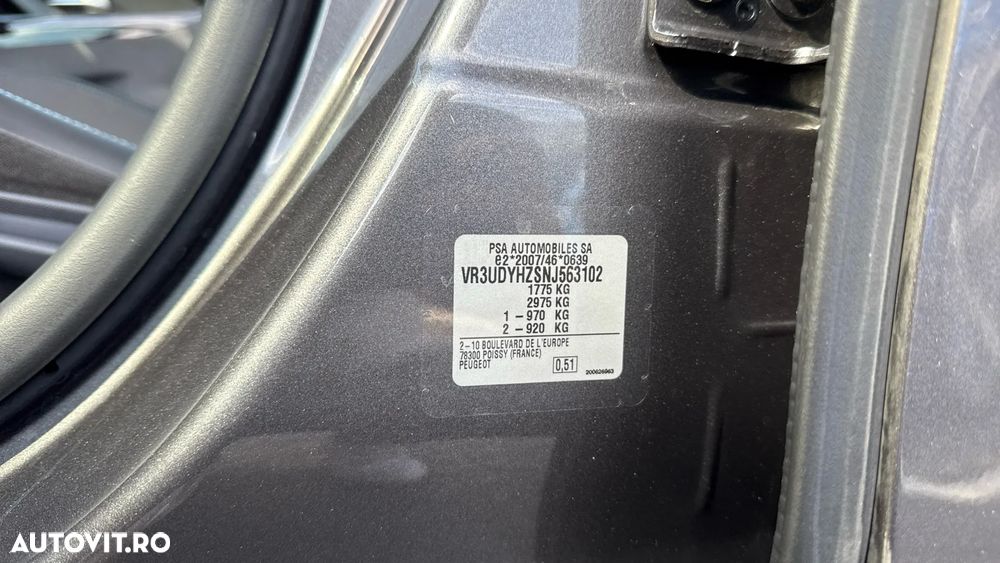 PSA AUTOMOBILES SA
e2*2007/46*0639
VR3UDYHZSNJ563102
1775 KG
2975 KG
1 – 970 KG
2 – 920 KG
2 – 10 BOULEVARD DE L'EUROPE
78300 POISSY (FRANCE)
PEUGEOT
0,51
200626963
AUTOVIT.RO